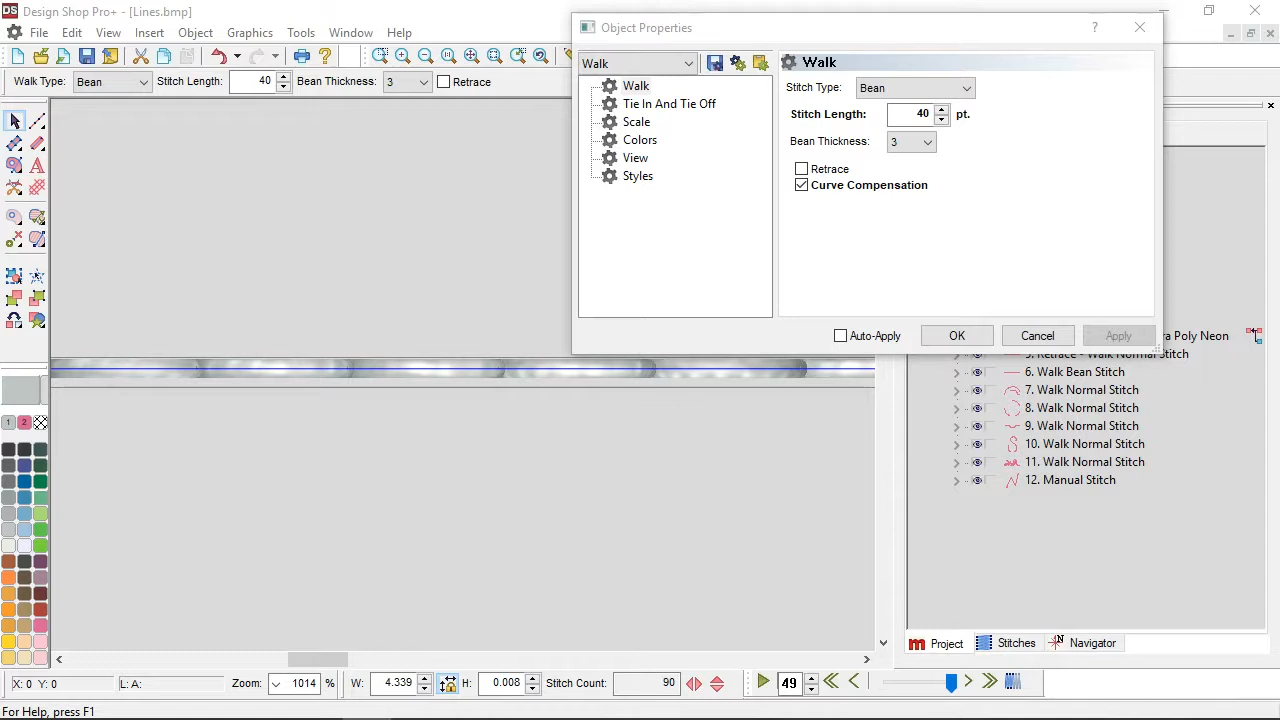 DS Design Shop Pro+ - [Lines.bmp]
File Edit View Insert Object Graphics Tools Window Help
Walk Type: Bean Stitch Length: 40 Bean Thickness: 3 Retrace
Object Properties ?
Walk
Walk
Tie In And Tie Off
Scale
Colors
View
Styles
Walk
Stitch Type: Bean
Stitch Length: 40 pt.
Bean Thickness: 3
Retrace
Curve Compensation
Auto-Apply OK Cancel Apply
ra Poly Neon
5. Retrace - Walk Normal Stitch
6. Walk Bean Stitch
7. Walk Normal Stitch
8. Walk Normal Stitch
9. Walk Normal Stitch
10. Walk Normal Stitch
11. Walk Normal Stitch
12. Manual Stitch
1 2
m Project Stitches N Navigator
X: 0 Y: 0 L: A: Zoom: 1014 % W: 4.339 H: 0.008 Stitch Count: 90 49
For Help, press F1